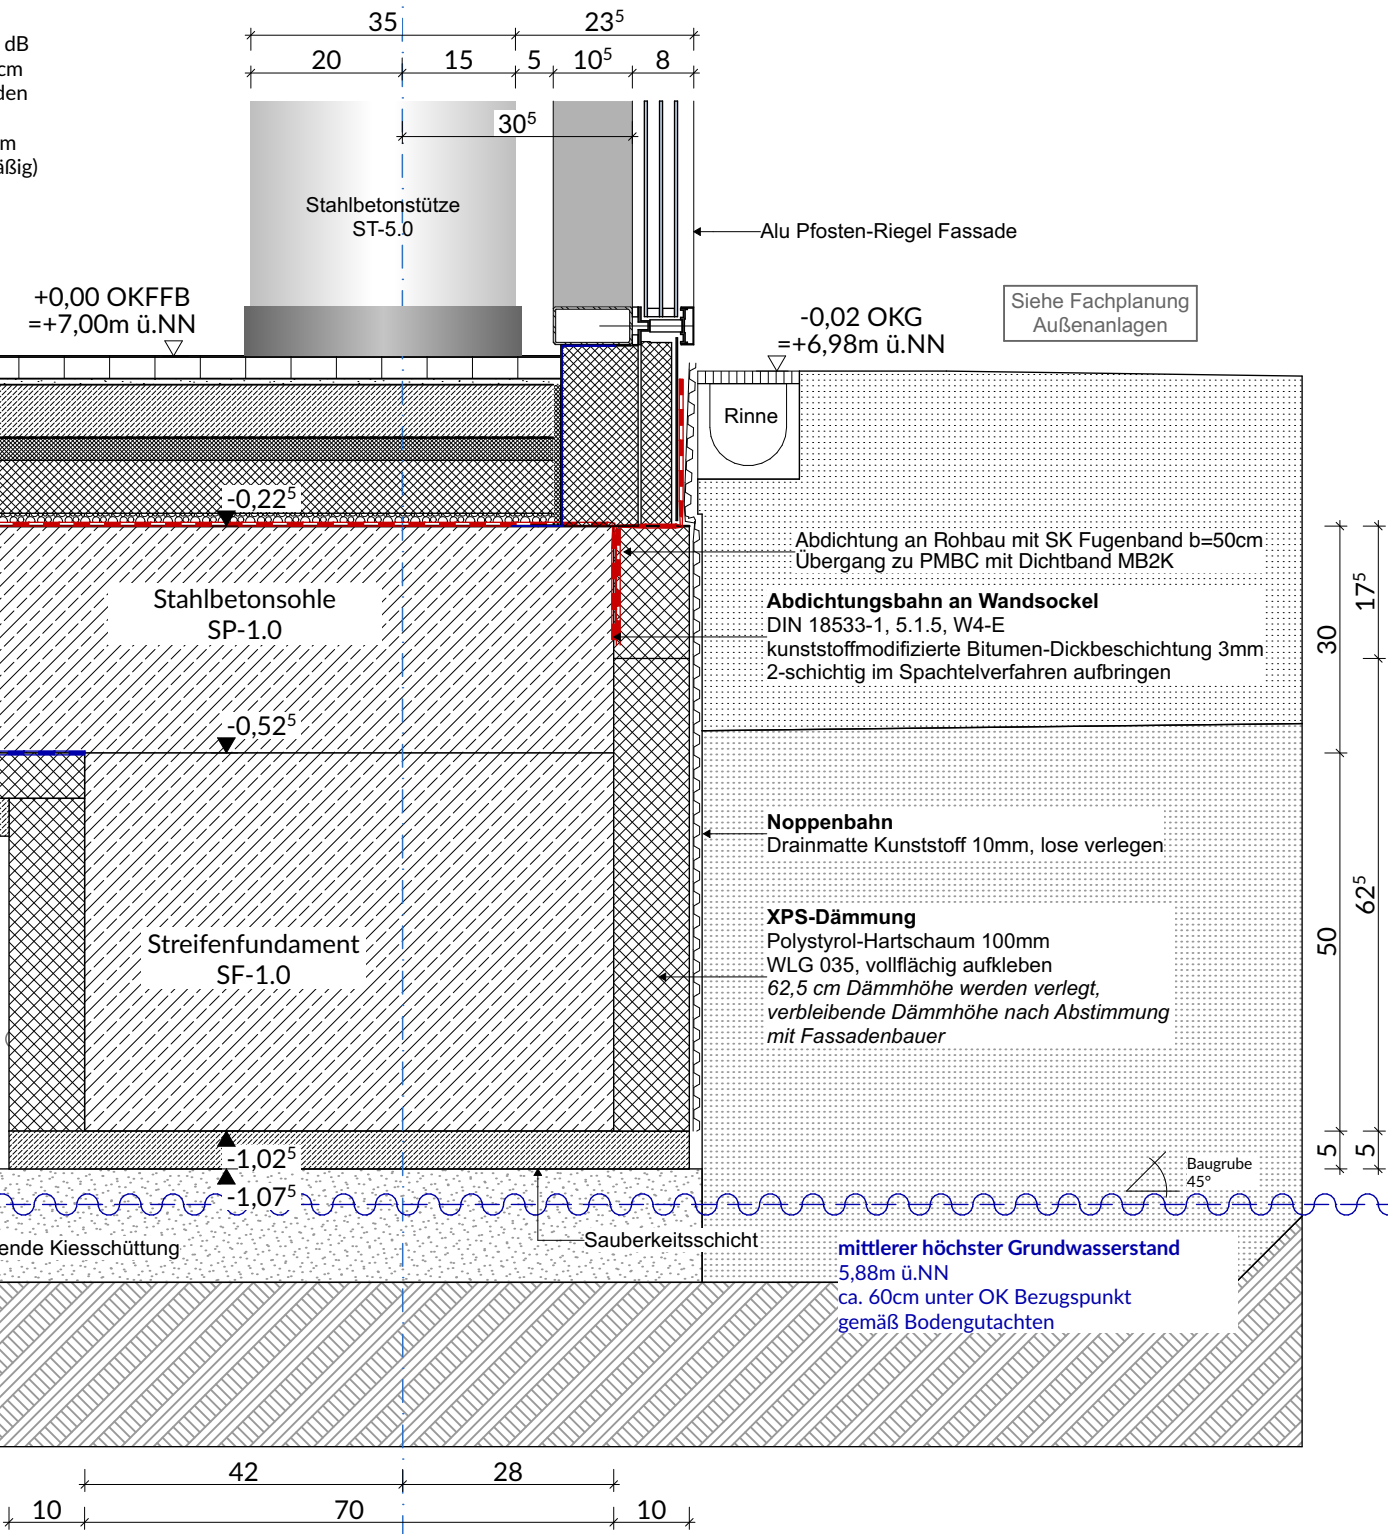 35
23⁵
20
15
5
10⁵
8
dB
cm
den
m
äßig)
30⁵
Stahlbetonstütze
ST-5.0
Alu Pfosten-Riegel Fassade
+0,00 OKFFB
=+7,00m ü.NN
-0,02 OKG
=+6,98m ü.NN
Siehe Fachplanung
Außenanlagen
Rinne
-0,22⁵
Abdichtung an Rohbau mit SK Fugenband b=50cm
Übergang zu PMBC mit Dichtband MB2K
Stahlbetonsohle
SP-1.0
Abdichtungsbahn an Wandsockel
DIN 18533-1, 5.1.5, W4-E
kunststoffmodifizierte Bitumen-Dickbeschichtung 3mm
2-schichtig im Spachtelverfahren aufbringen
30
17⁵
-0,52⁵
Noppenbahn
Drainmatte Kunststoff 10mm, lose verlegen
Streifenfundament
SF-1.0
XPS-Dämmung
Polystyrol-Hartschaum 100mm
WLG 035, vollflächig aufkleben
62,5 cm Dämmhöhe werden verlegt,
verbleibende Dämmhöhe nach Abstimmung
mit Fassadenbauer
50
62⁵
-1,02⁵
-1,07⁵
5
5
Baugrube
45°
ende Kiesschüttung
Sauberkeitsschicht
mittlerer höchster Grundwasserstand
5,88m ü.NN
ca. 60cm unter OK Bezugspunkt
gemäß Bodengutachten
42
28
10
70
10